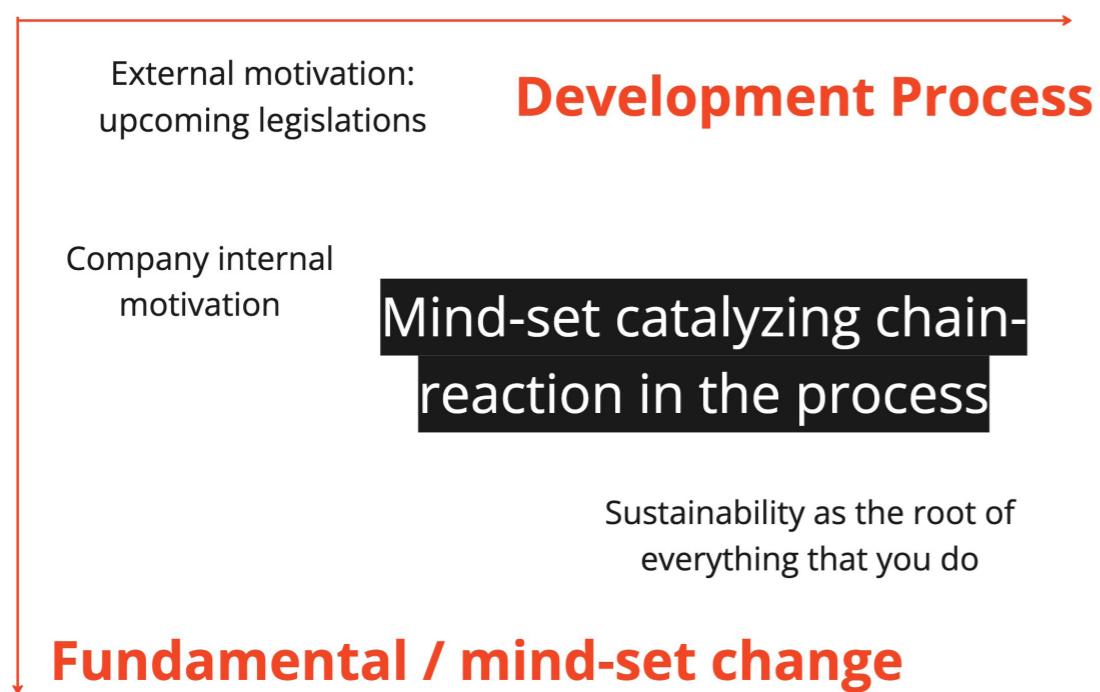 External motivation:
upcoming legislations
Development Process
Company internal
motivation
Mind-set catalyzing chain-
reaction in the process
Sustainability as the root of
everything that you do
Fundamental / mind-set change